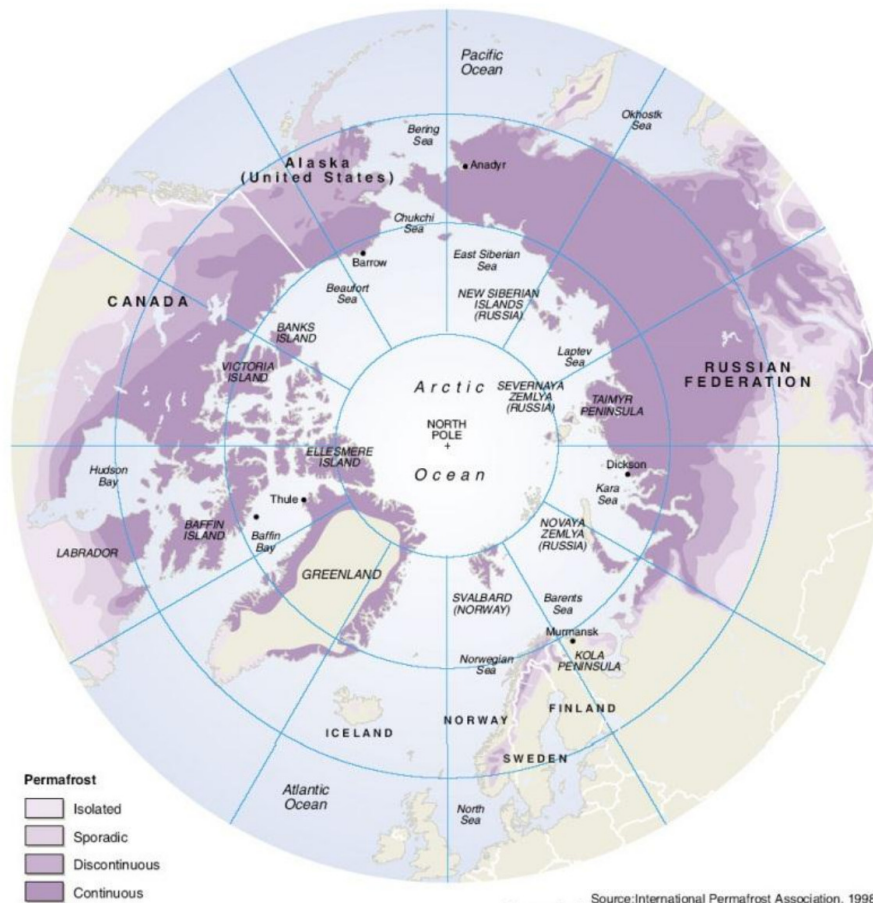 Pacific
Ocean
Okhostk
Sea
Bering
Sea
Anadyr
Alaska
(United States)
Chukchi
Sea
East Siberian
Sea
Barrow
Beaufort
Sea
NEW SIBERIAN
ISLANDS
(RUSSIA)
CANADA
BANKS
ISLAND
VICTORIA
ISLAND
Laptev
Sea
RUSSIAN
FEDERATION
Arctic
SEVERNAYA
ZEMLYA
(RUSSIA)
TAIMYR
PENINSULA
NORTH
POLE
+
Ocean
ELLESMERE
ISLAND
Hudson
Bay
Dickson
Kara
Sea
Thule
BAFFIN
ISLAND
Baffin
Bay
NOVAYA
ZEMLYA
(RUSSIA)
LABRADOR
GREENLAND
SVALBARD
(NORWAY)
Barents
Sea
Murmansk
KOLA
PENINSULA
Norwegian
Sea
FINLAND
NORWAY
ICELAND
SWEDEN
Atlantic
Ocean
North
Sea
Permafrost
Isolated
Sporadic
Discontinuous
Continuous
Source:International Permafrost Association, 1998